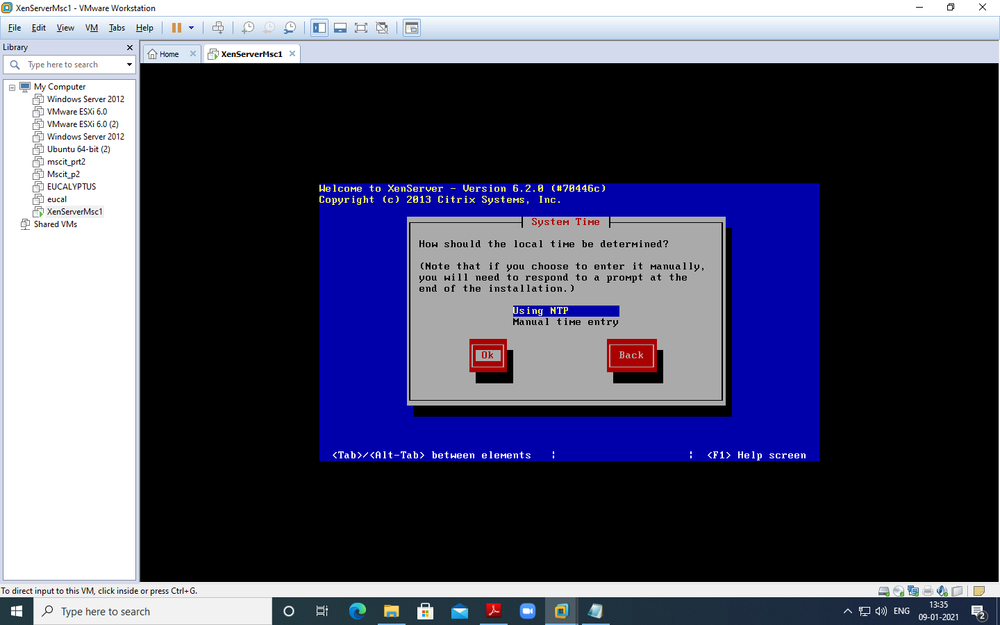 XenServerMsc1 - VMware Workstation
File Edit View VM Tabs Help
Library
Type here to search
My Computer
Windows Server 2012
VMware ESXi 6.0
VMware ESXi 6.0 (2)
Windows Server 2012
Ubuntu 64-bit (2)
mscit_prt2
Mscit_p2
EUCALYPTUS
eucal
XenServerMsc1
Shared VMs
Home XenServerMsc1
Welcome to XenServer - Version 6.2.0 (#70446c)
Copyright (c) 2013 Citrix Systems, Inc.
System Time
How should the local time be determined?
(Note that if you choose to enter it manually,
you will need to respond to a prompt at the
end of the installation.)
Using NTP
Manual time entry
Ok Back
<Tab>/<Alt-Tab> between elements ¦ ¦ <F1> Help screen
To direct input to this VM, click inside or press Ctrl+G.
Type here to search
ENG
13:35
09-01-2021
2